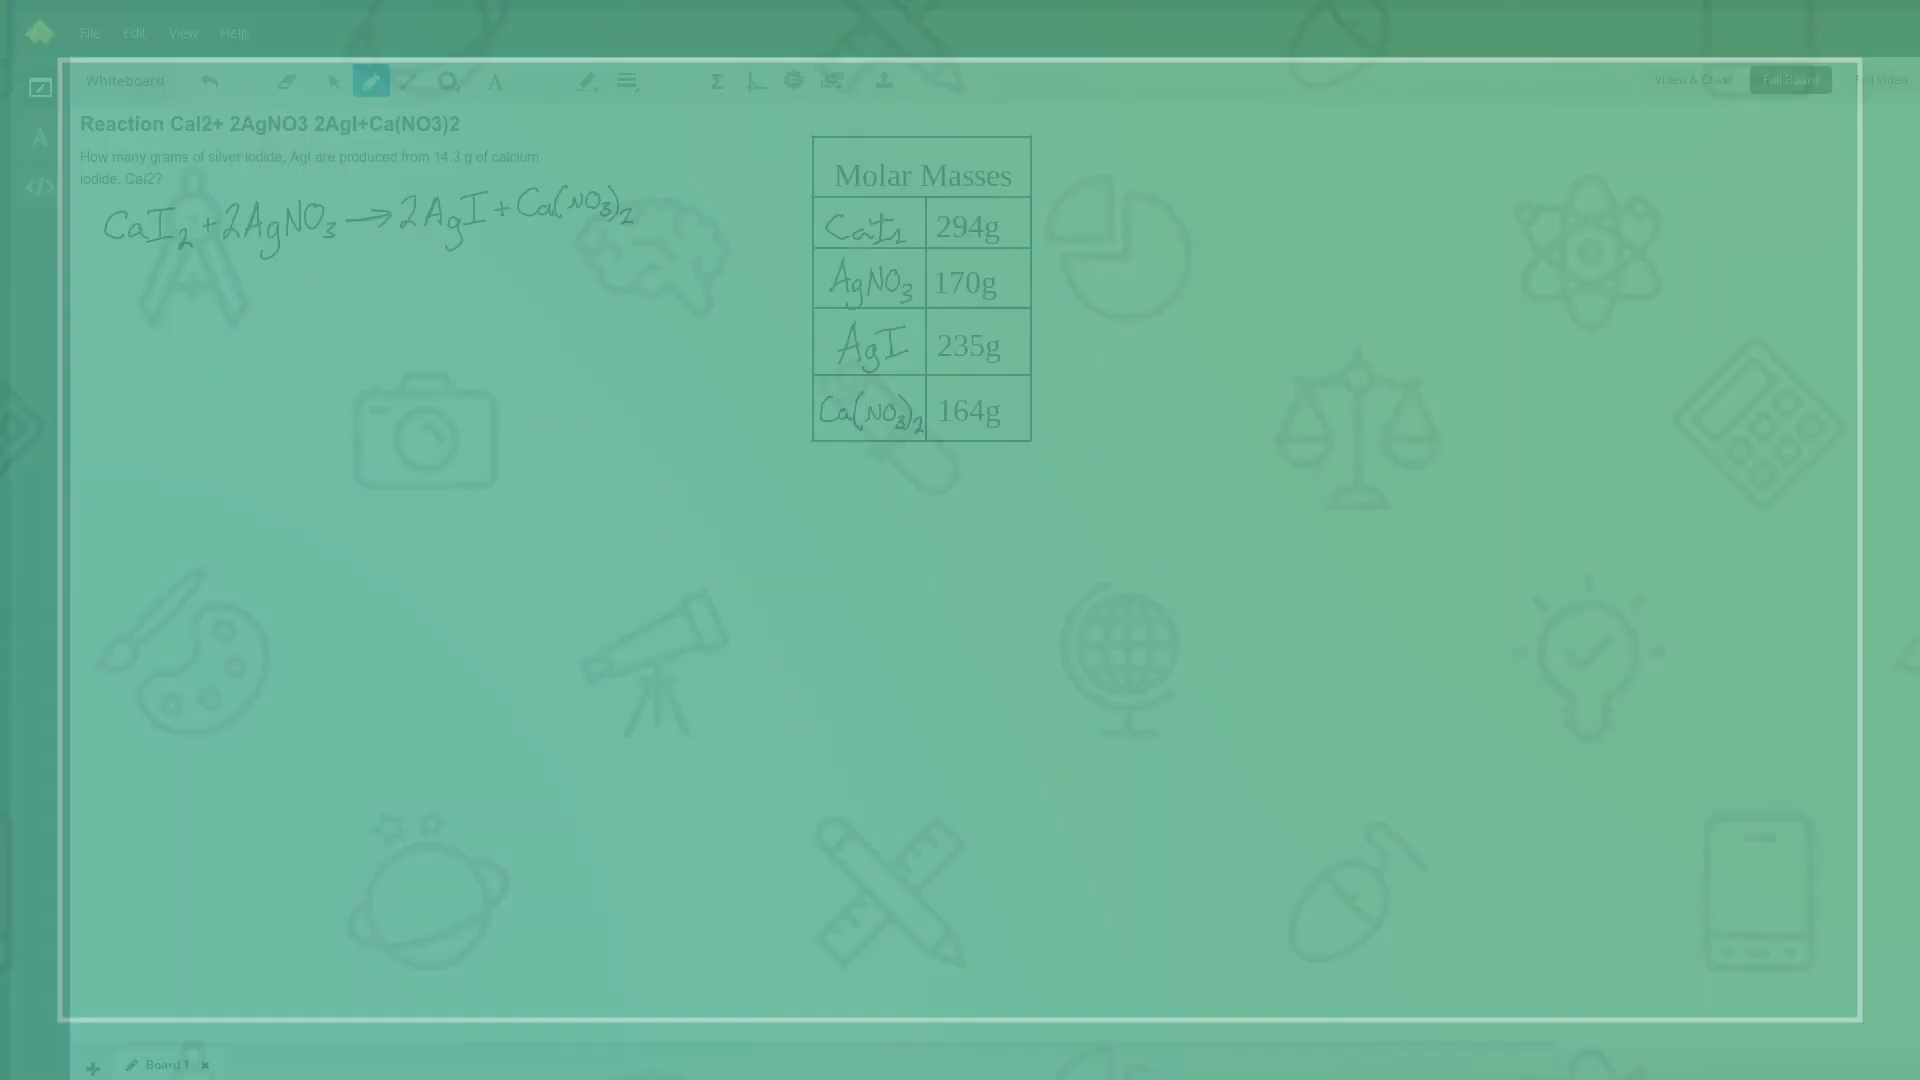 File Edit View Help
Whiteboard
A
Σ
Video & Chat Full Board Full Video
Reaction CaI2+ 2AgNO3 2AgI+Ca(NO3)2
How many grams of silver iodide, AgI are produced from 14.3 g of calcium
iodide, CaI2?
CaI2 + 2AgNO3 → 2AgI + Ca(NO3)2
Molar Masses
CaI2 294g
AgNO3 170g
AgI 235g
Ca(NO3)2 164g
A
</>
Board 1